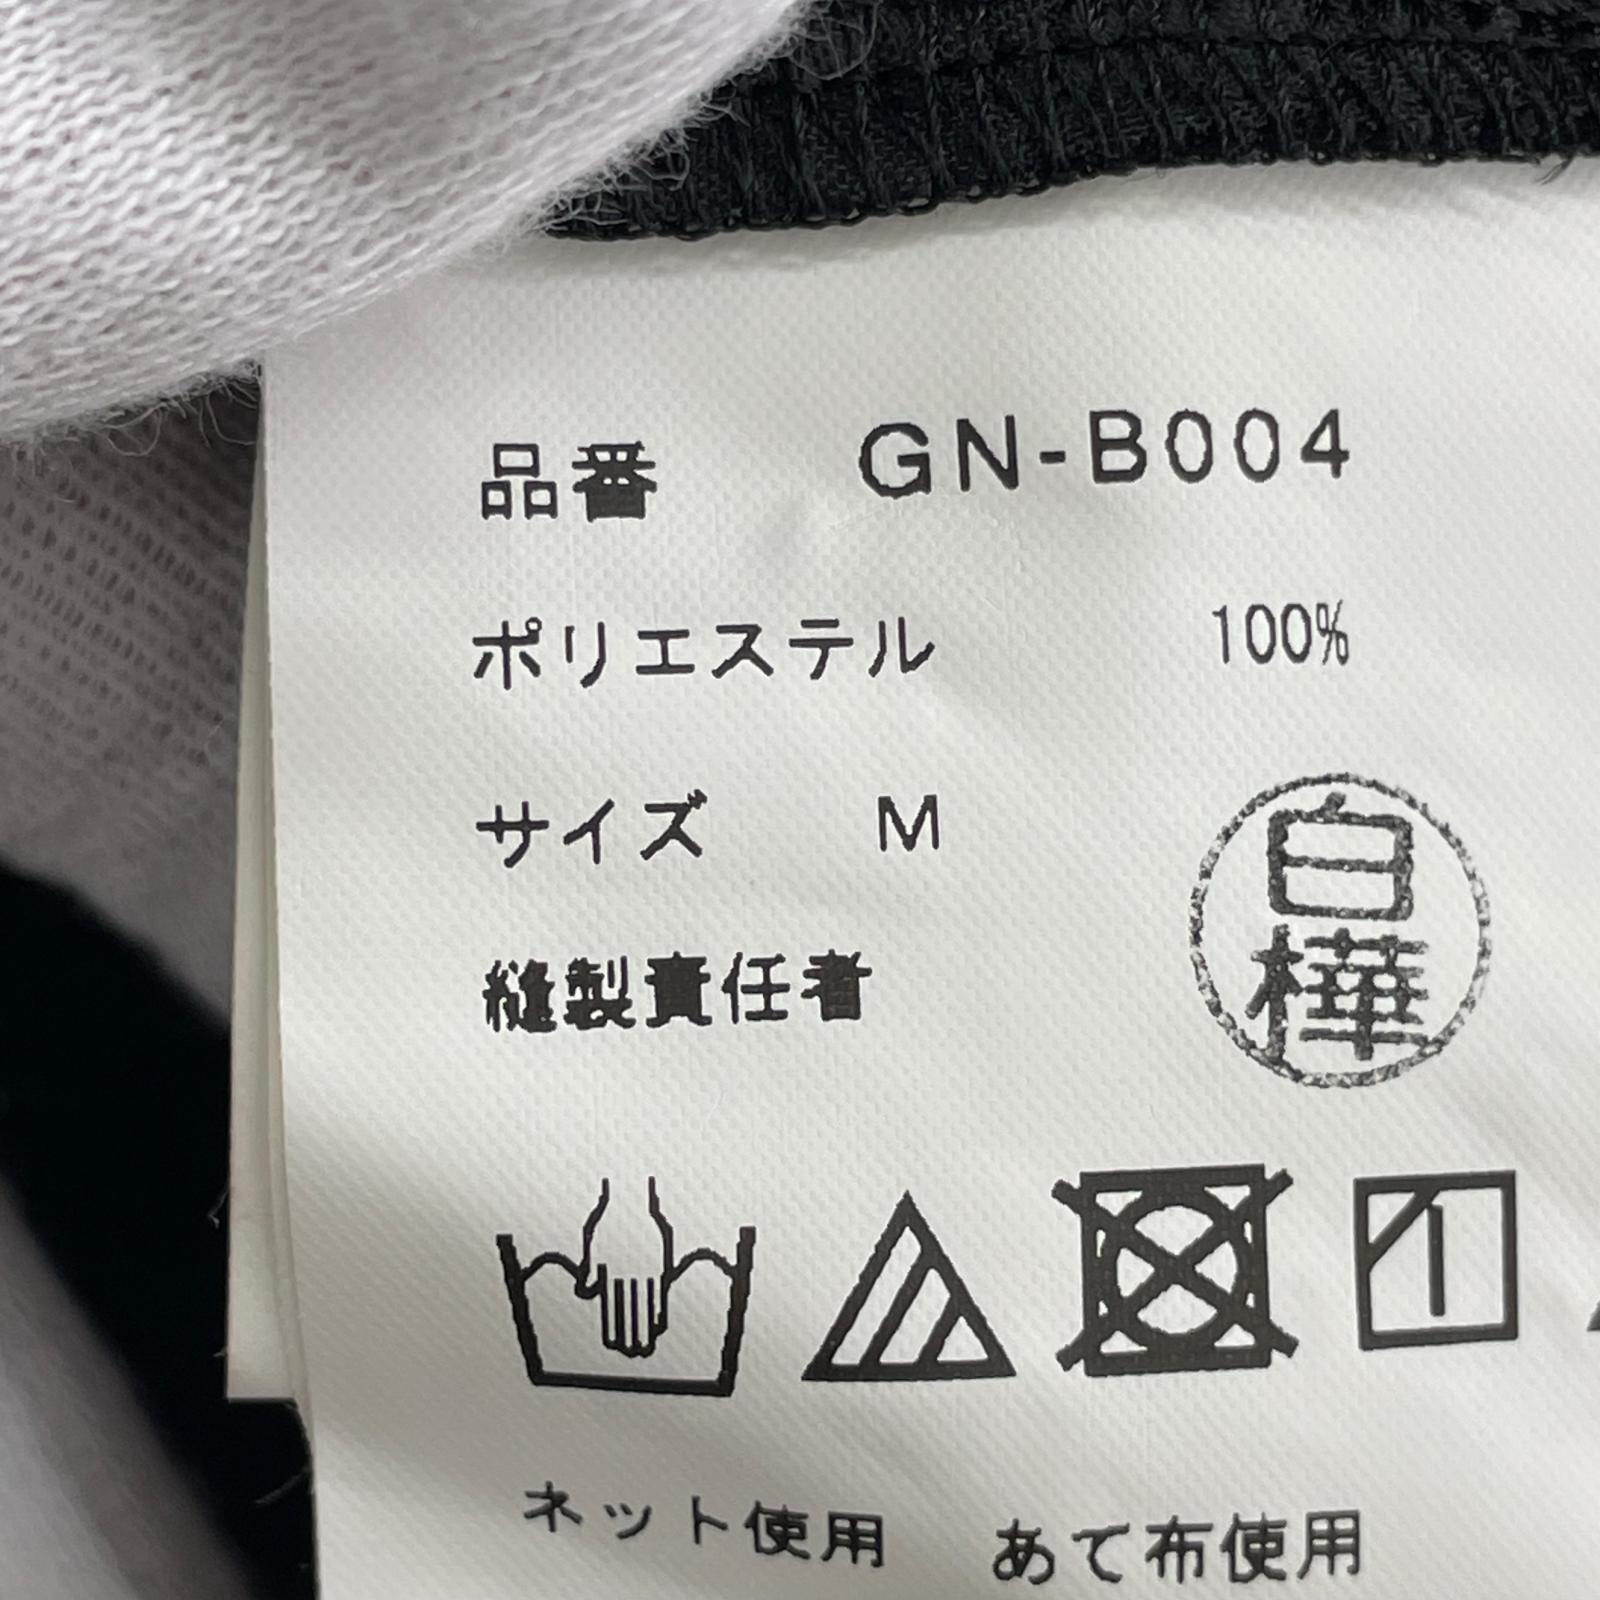 品番 GN-B004
ポリエステル 100%
サイズ M
白樺
縫製責任者
ネット使用 あて布使用